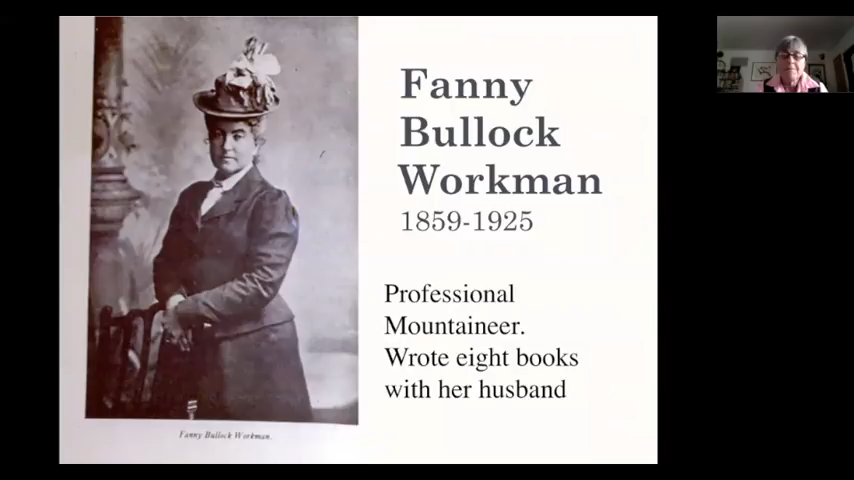 Fanny
Bullock
Workman
1859-1925
Professional
Mountaineer.
Wrote eight books
with her husband
Fanny Bullock Workman.